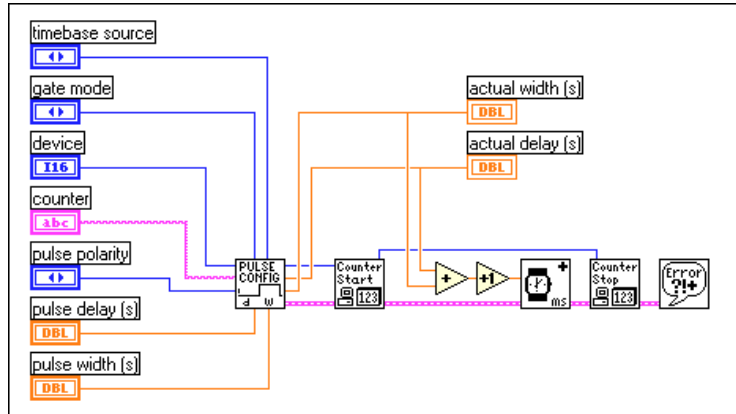 timebase source
gate mode
device
I16
counter
abc
pulse polarity
pulse delay (s)
DBL
pulse width (s)
DBL
PULSE
CONFIG
d w
Counter
Start
123
actual width (s)
DBL
actual delay (s)
DBL
+
+1
+
ms
Counter
Stop
123
Error
?!+